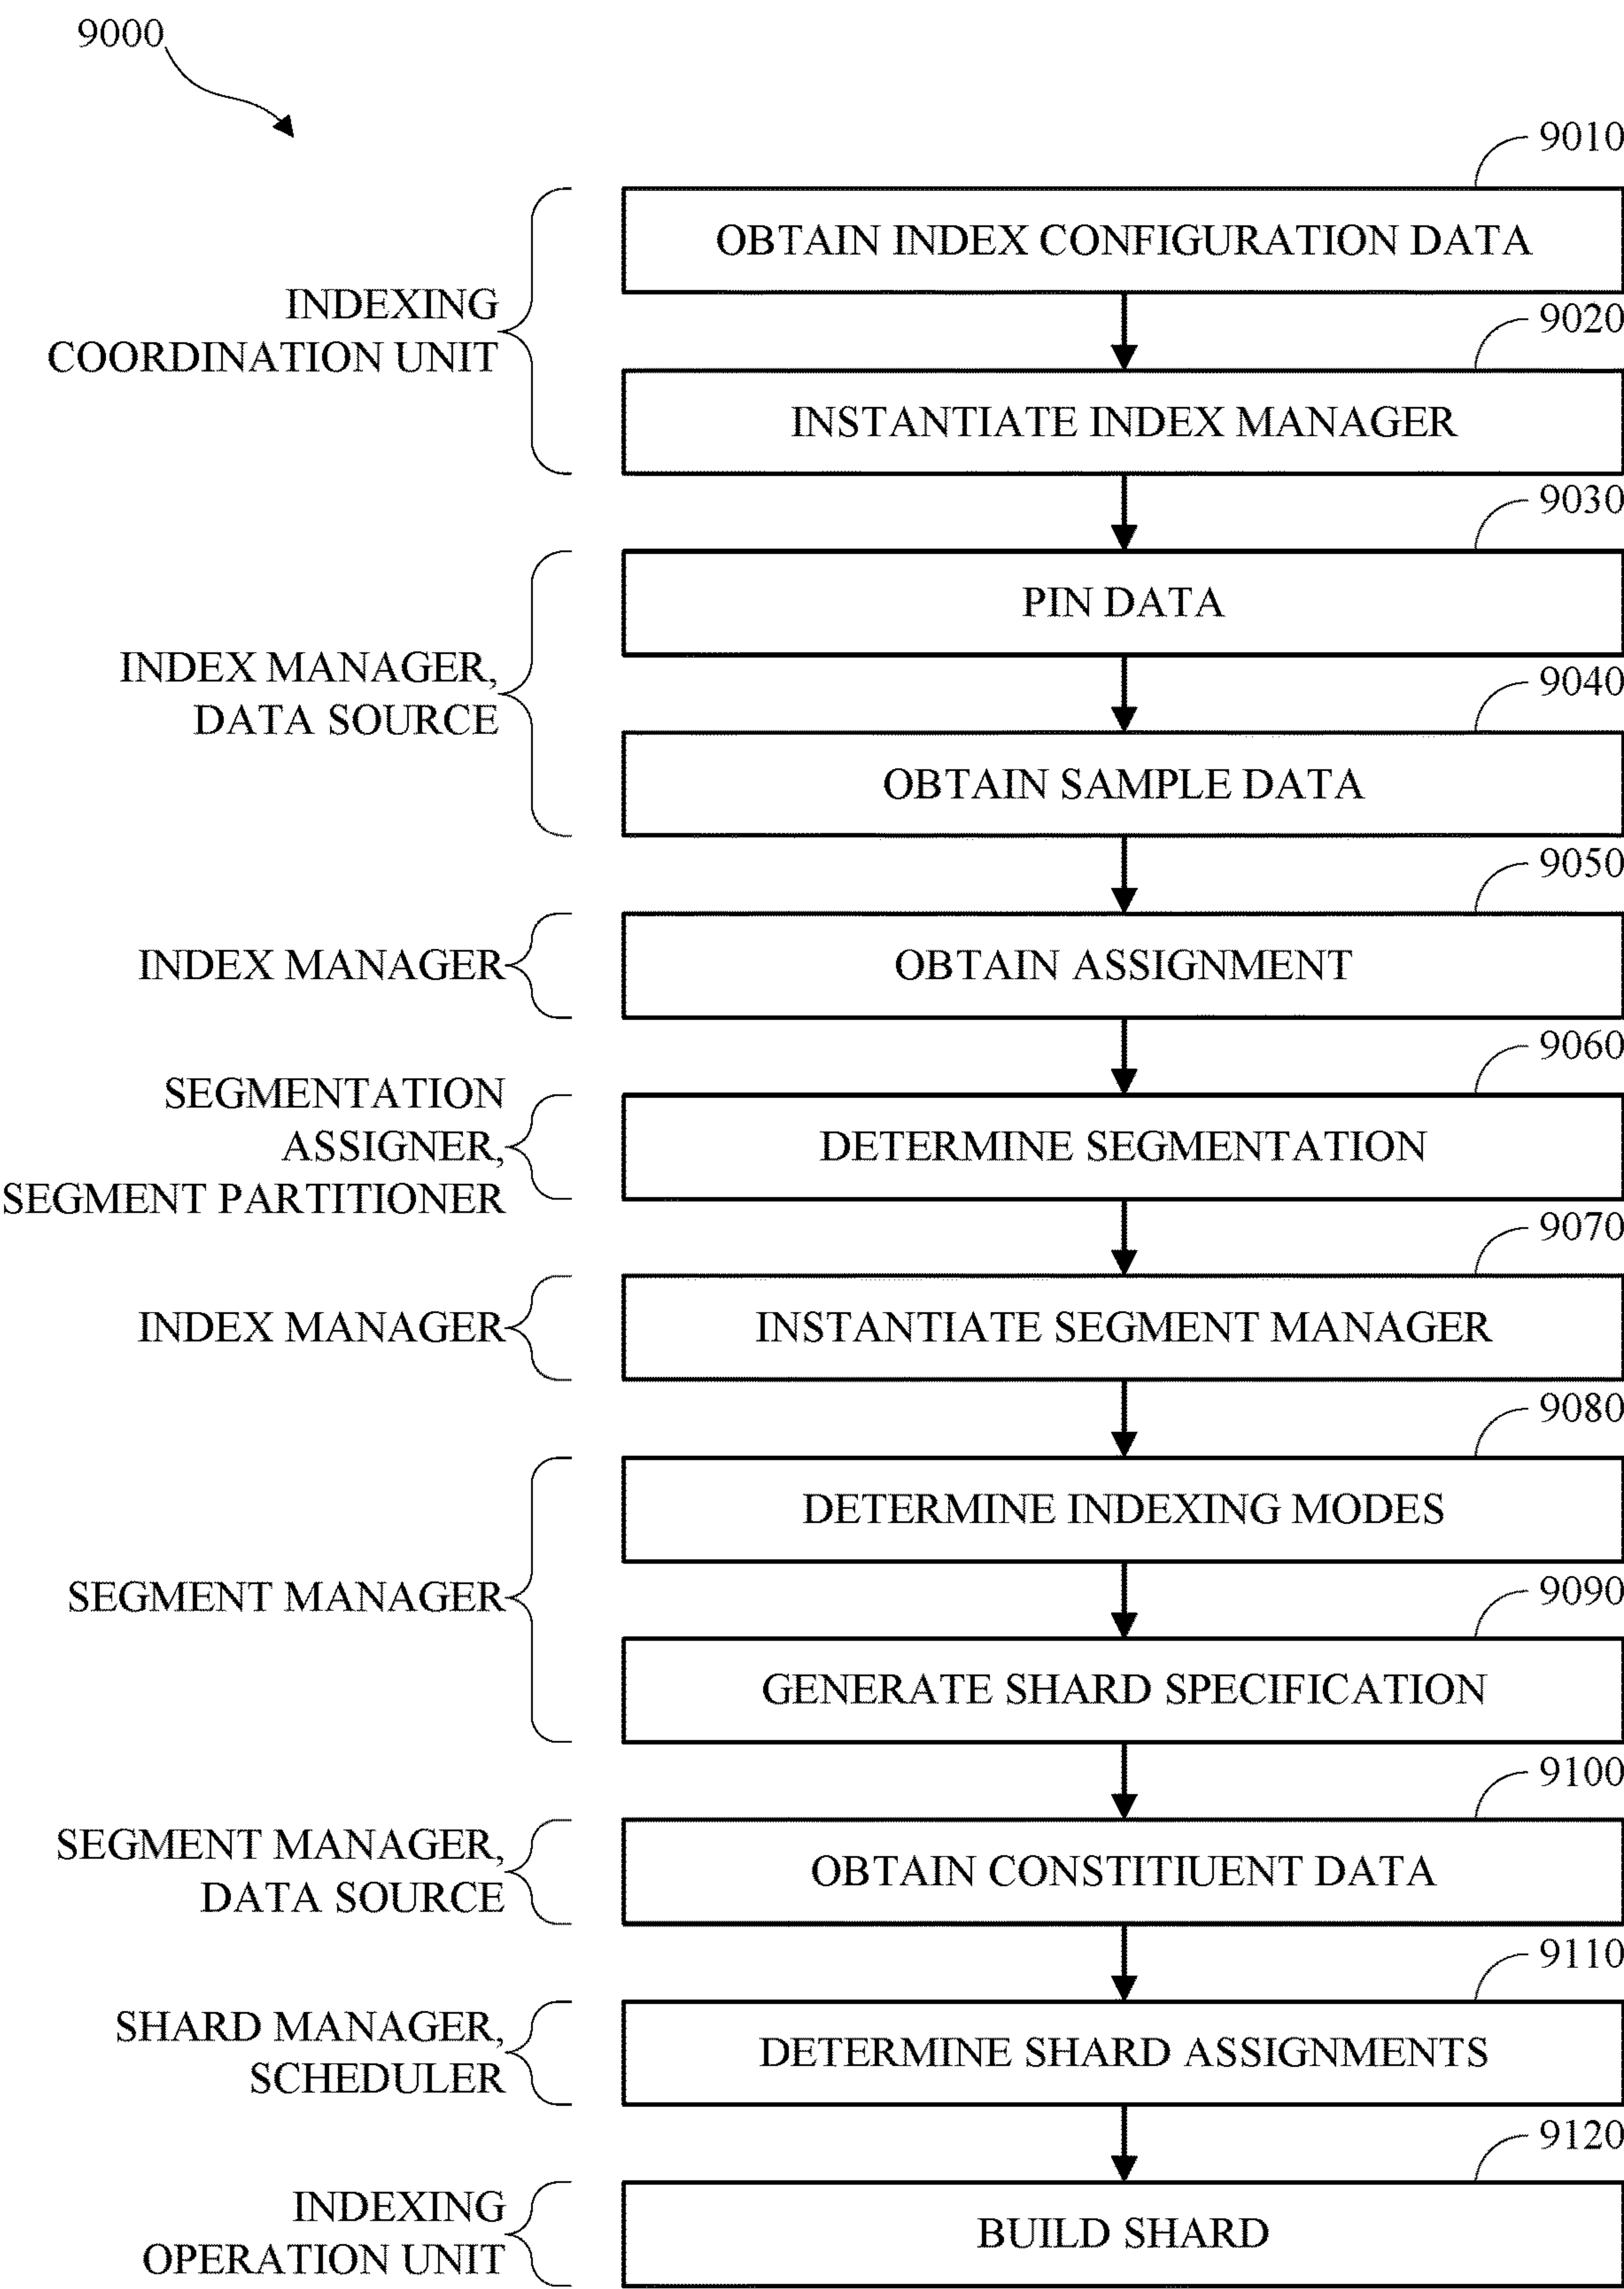 9000
9010
OBTAIN INDEX CONFIGURATION DATA
INDEXING
COORDINATION UNIT
9020
INSTANTIATE INDEX MANAGER
9030
PIN DATA
INDEX MANAGER,
DATA SOURCE
9040
OBTAIN SAMPLE DATA
9050
INDEX MANAGER
OBTAIN ASSIGNMENT
9060
SEGMENTATION
ASSIGNER,
SEGMENT PARTITIONER
DETERMINE SEGMENTATION
9070
INDEX MANAGER
INSTANTIATE SEGMENT MANAGER
9080
DETERMINE INDEXING MODES
SEGMENT MANAGER
9090
GENERATE SHARD SPECIFICATION
9100
SEGMENT MANAGER,
DATA SOURCE
OBTAIN CONSTITIUENT DATA
9110
SHARD MANAGER,
SCHEDULER
DETERMINE SHARD ASSIGNMENTS
9120
INDEXING
OPERATION UNIT
BUILD SHARD